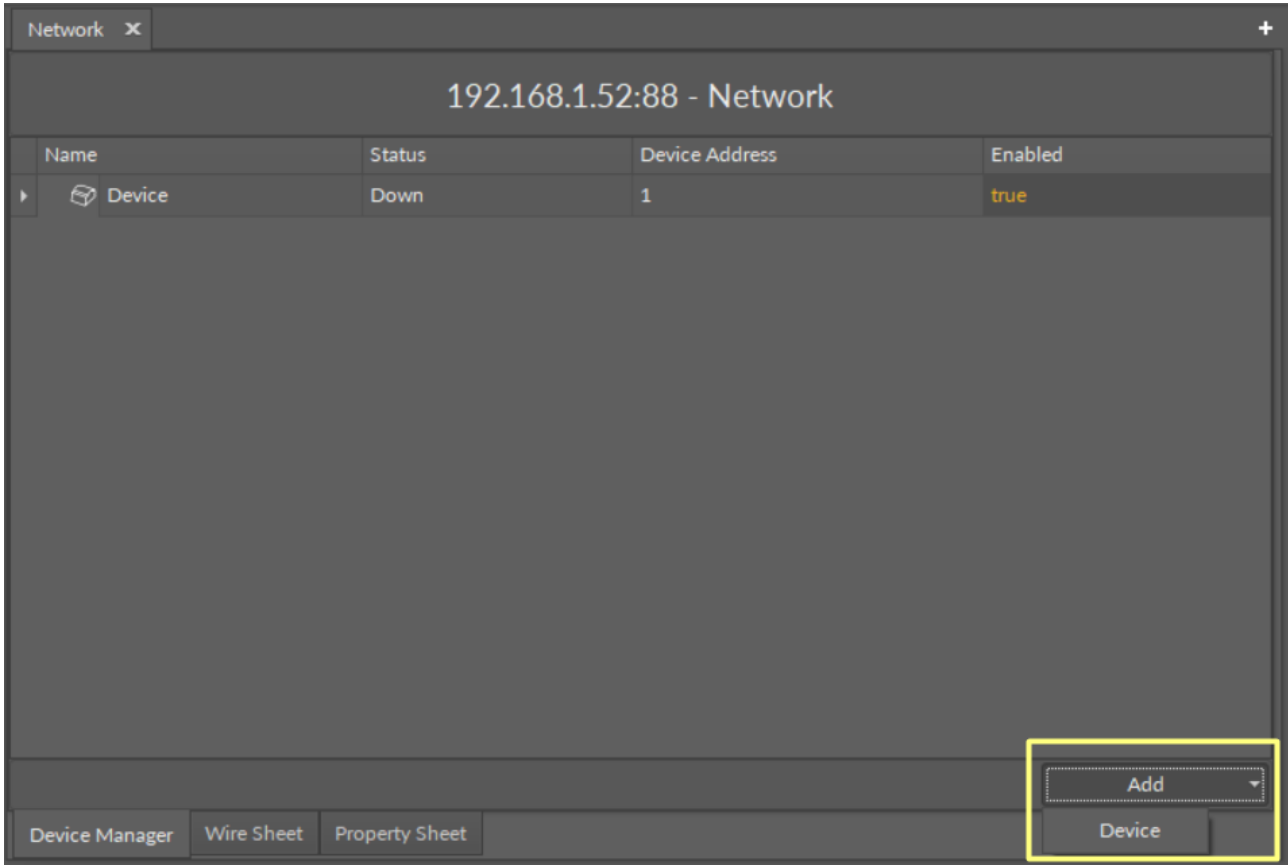 Network
192.168.1.52:88 - Network
Name Status Device Address Enabled
Device Down 1 true
Add
Device Manager Wire Sheet Property Sheet Device